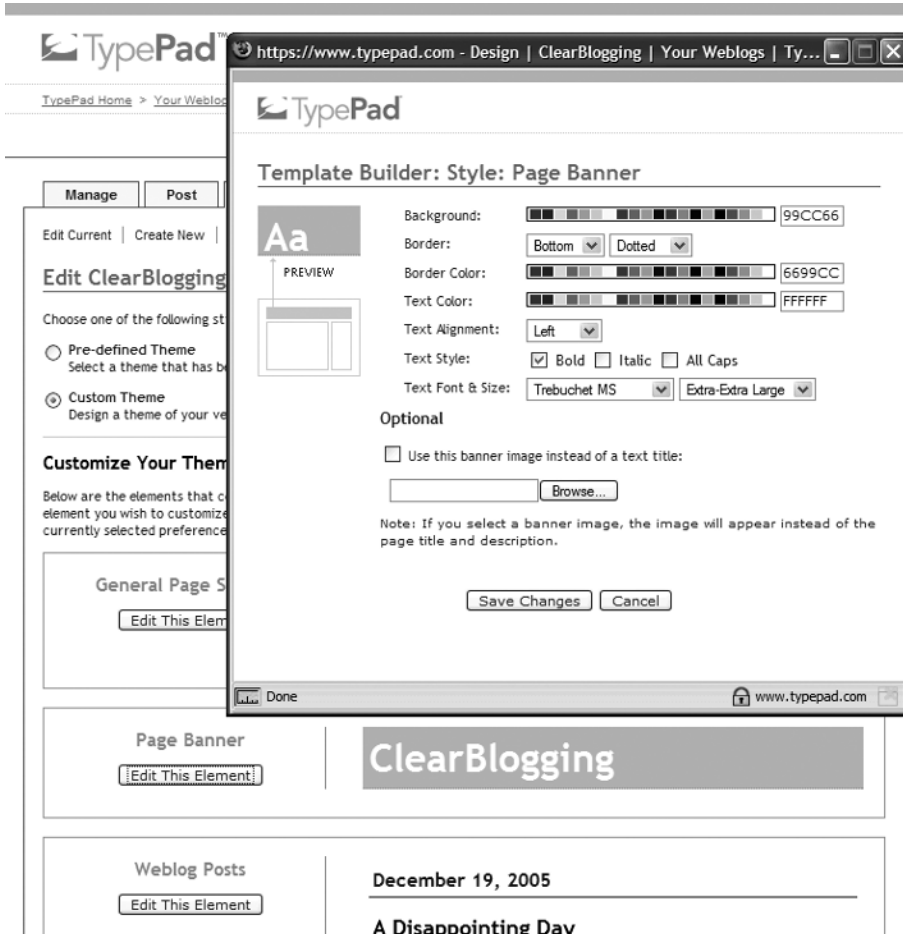 TypePad™
TypePad Home > Your Weblog
Manage
Post
Edit Current | Create New |
Edit ClearBlogging
Choose one of the following
Pre-defined Theme
Select a theme that has
Custom Theme
Design a theme of your
Customize Your
Below are the elements that
element you wish to customize
currently selected preference
General Page
Edit This
https://www.typepad.com - Design | ClearBlogging | Your Weblogs | Ty...
TypePad
Template Builder: Style: Page Banner
Aa
PREVIEW
Background: 99CC66
Border: Bottom Dotted
Border Color: 6699CC
Text Color: FFFFFF
Text Alignment: Left
Text Style: Bold Italic All Caps
Text Font & Size: Trebuchet MS Extra-Extra Large
Optional
Use this banner image instead of a text title:
Browse...
Note: If you select a banner image, the image will appear instead of the
page title and description.
Save Changes Cancel
Done
www.typepad.com
Page Banner
Edit This Element
ClearBlogging
Weblog Posts
Edit This Element
December 19, 2005
A Disappointing Day